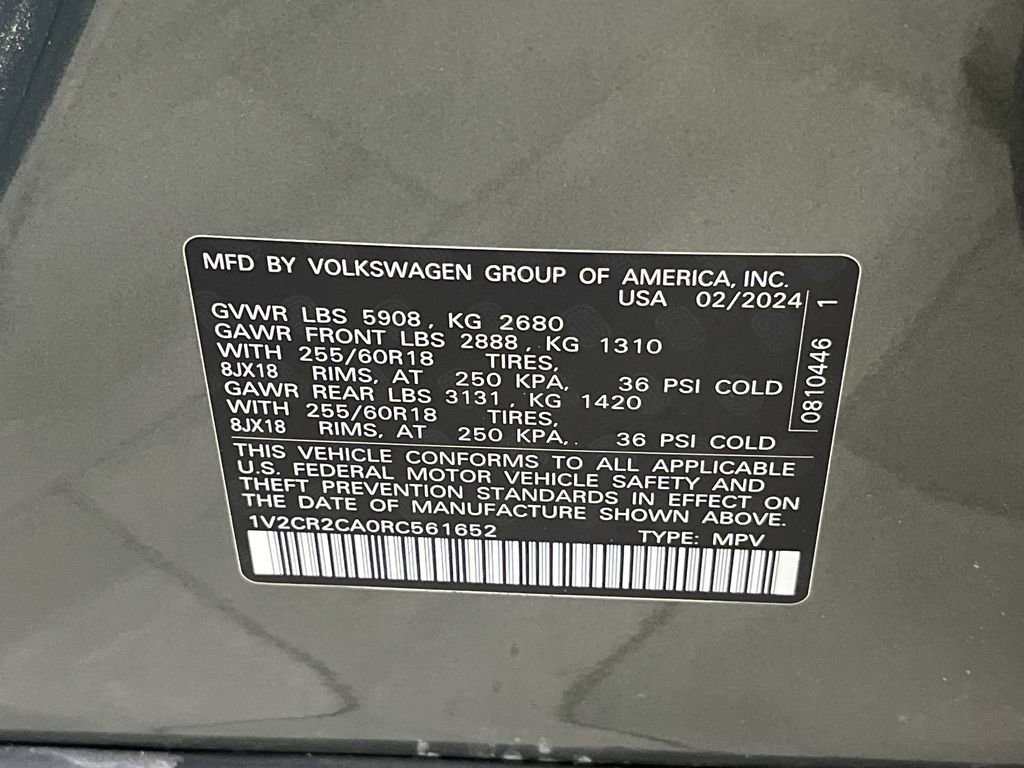 MFD BY VOLKSWAGEN GROUP OF AMERICA, INC.
USA 02/2024
GVWR LBS 5908, KG 2680
GAWR FRONT LBS 2888, KG 1310
WITH 255/60R18 TIRES,
8JX18 RIMS, AT 250 KPA, 36 PSI COLD
GAWR REAR LBS 3131, KG 1420
WITH 255/60R18 TIRES,
8JX18 RIMS, AT 250 KPA,. 36 PSI COLD
0810446 1
THIS VEHICLE CONFORMS TO ALL APPLICABLE
U.S. FEDERAL MOTOR VEHICLE SAFETY AND
THEFT PREVENTION STANDARDS IN EFFECT ON
THE DATE OF MANUFACTURE SHOWN ABOVE.
1V2CR2CA0RC561652 TYPE: MPV